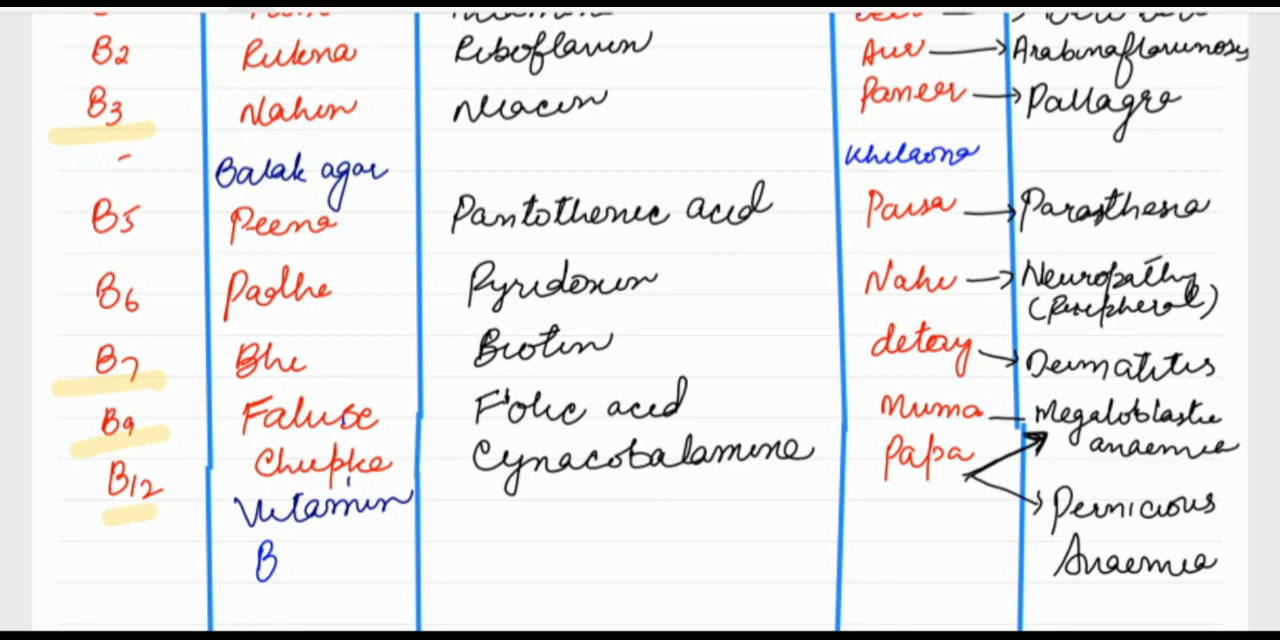 B2 Rukna Riboflavin Aur → Arabinaflavinosys
B3 Nahin Niacin Paneer → Pallagra
Balak agar Khilaona
B5 Peena Pantothenic acid Paisa → Parasthesia
B6 Padhe Pyridoxin Nahi → Neuropathy
(Peripheral)
B7 Bhi Biotin detay → Dermatitis
B9 Faluse Folic acid Muma Megaloblastic
anaemia
B12 Chupke Cynacobalamine Papa
Vitamin → Pernicious
B Anaemia